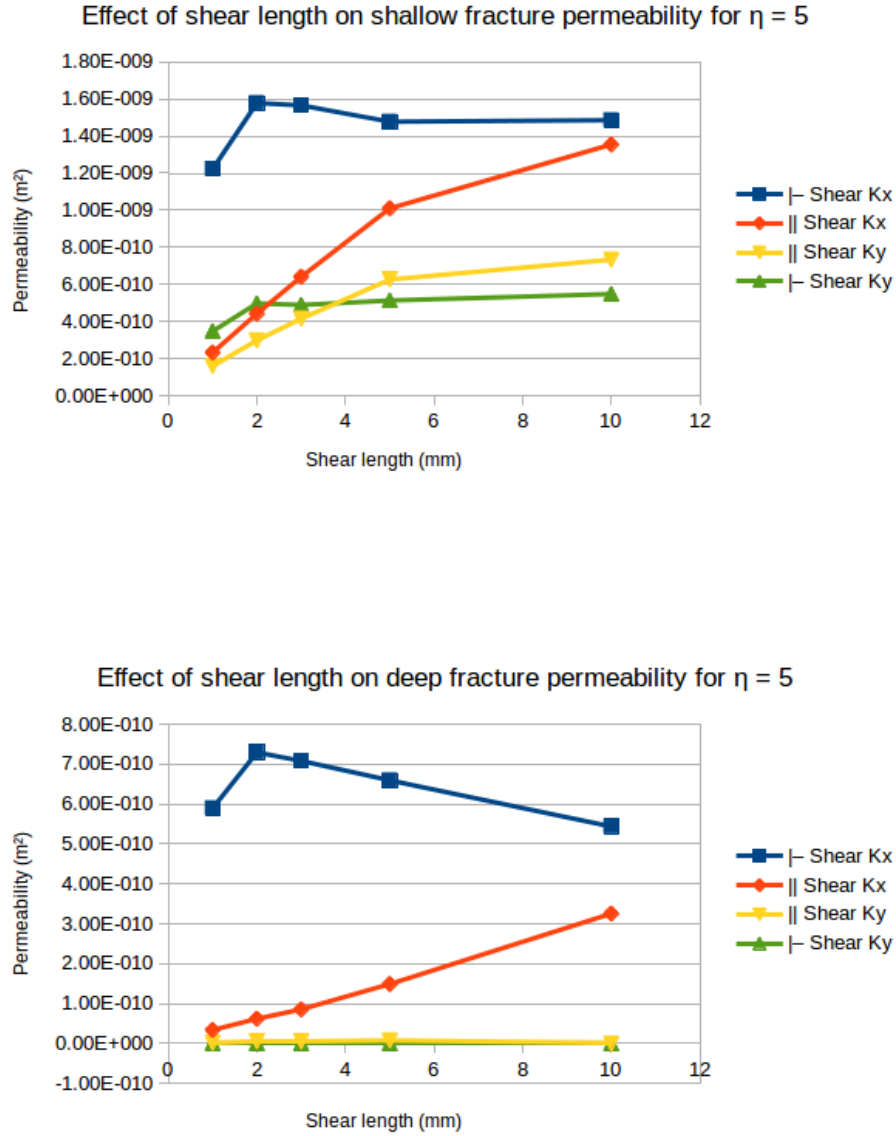 Effect of shear length on shallow fracture permeability for η = 5
1.80E-009
1.60E-009
1.40E-009
1.20E-009
1.00E-009
8.00E-010
6.00E-010
4.00E-010
2.00E-010
0.00E+000
Permeability (m²)
0 2 4 6 8 10 12
Shear length (mm)
|– Shear Kx
|| Shear Kx
|| Shear Ky
|– Shear Ky
Effect of shear length on deep fracture permeability for η = 5
8.00E-010
7.00E-010
6.00E-010
5.00E-010
4.00E-010
3.00E-010
2.00E-010
1.00E-010
0.00E+000
-1.00E-010
Permeability (m²)
0 2 4 6 8 10 12
Shear length (mm)
|– Shear Kx
|| Shear Kx
|| Shear Ky
|– Shear Ky